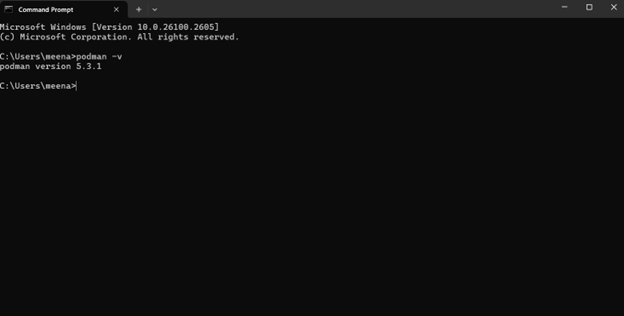 Command Prompt
Microsoft Windows [Version 10.0.26100.2605]
(c) Microsoft Corporation. All rights reserved.
C:\Users\meena>podman -v
podman version 5.3.1
C:\Users\meena>